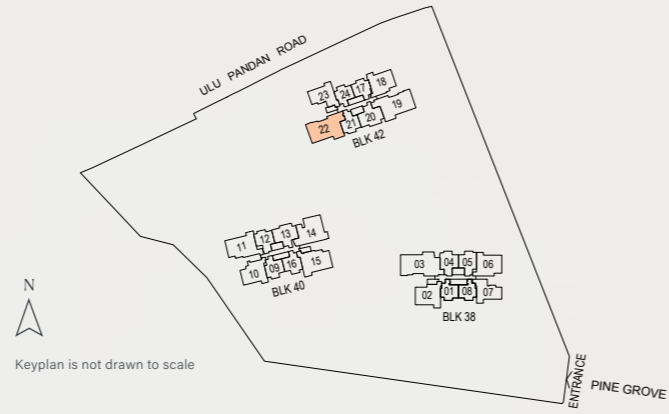 ULU PANDAN ROAD
23 24 17 18
22 21 20 19
BLK 42
11 12 13 14
10 09 16 15
BLK 40
03 04 05 06
02 01 08 07
BLK 38
N
Keyplan is not drawn to scale
ENTRANCE
PINE GROVE